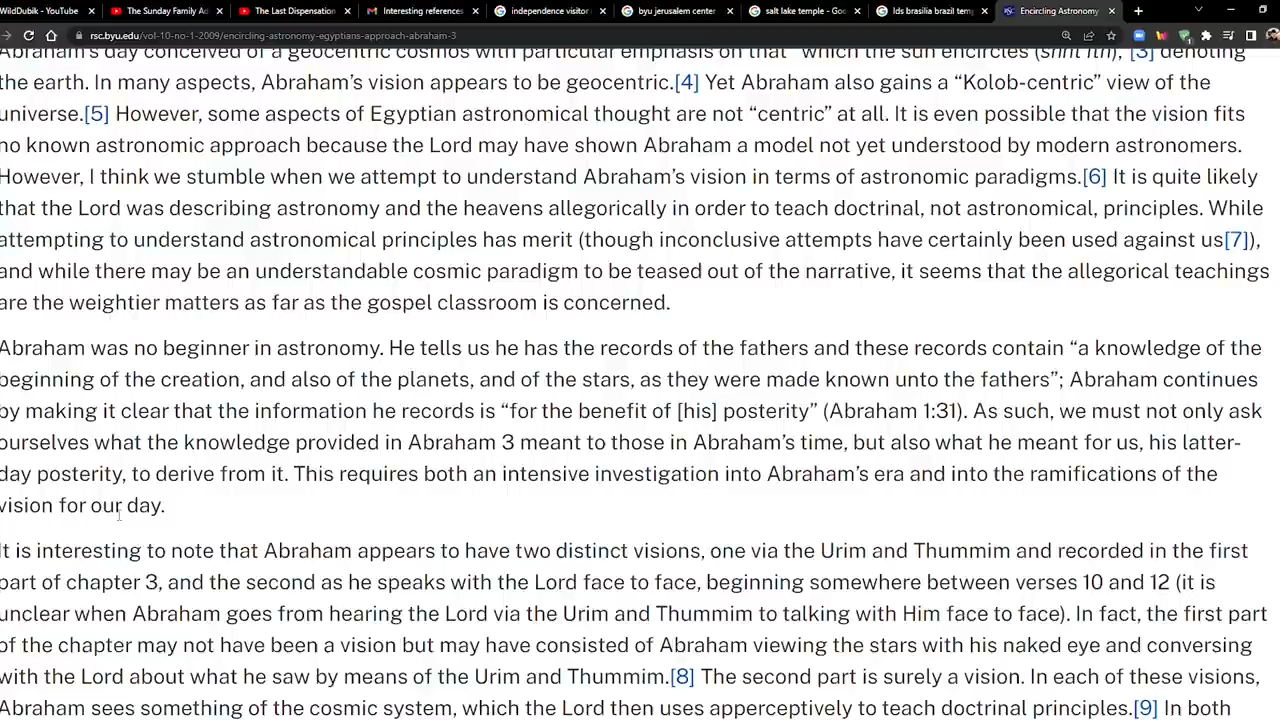 WildDubik - YouTube
The Sunday Family Ad
The Last Dispensation
Interesting references
independence visitor
byu jerusalem center
salt lake temple - Goo
lds brasilia brazil temp
Encircling Astronomy
rsc.byu.edu/vol-10-no-1-2009/encircling-astronomy-egyptians-approach-abraham-3
Abraham's day conceived of a geocentric cosmos with particular emphasis on that "which the sun encircles (šnnt itn)," [3] denoting
the earth. In many aspects, Abraham's vision appears to be geocentric.[4] Yet Abraham also gains a “Kolob-centric” view of the
universe.[5] However, some aspects of Egyptian astronomical thought are not “centric” at all. It is even possible that the vision fits
no known astronomic approach because the Lord may have shown Abraham a model not yet understood by modern astronomers.
However, I think we stumble when we attempt to understand Abraham’s vision in terms of astronomic paradigms.[6] It is quite likely
that the Lord was describing astronomy and the heavens allegorically in order to teach doctrinal, not astronomical, principles. While
attempting to understand astronomical principles has merit (though inconclusive attempts have certainly been used against us[7]),
and while there may be an understandable cosmic paradigm to be teased out of the narrative, it seems that the allegorical teachings
are the weightier matters as far as the gospel classroom is concerned.
Abraham was no beginner in astronomy. He tells us he has the records of the fathers and these records contain “a knowledge of the
beginning of the creation, and also of the planets, and of the stars, as they were made known unto the fathers”; Abraham continues
by making it clear that the information he records is “for the benefit of [his] posterity” (Abraham 1:31). As such, we must not only ask
ourselves what the knowledge provided in Abraham 3 meant to those in Abraham’s time, but also what he meant for us, his latter-
day posterity, to derive from it. This requires both an intensive investigation into Abraham’s era and into the ramifications of the
vision for our day.
It is interesting to note that Abraham appears to have two distinct visions, one via the Urim and Thummim and recorded in the first
part of chapter 3, and the second as he speaks with the Lord face to face, beginning somewhere between verses 10 and 12 (it is
unclear when Abraham goes from hearing the Lord via the Urim and Thummim to talking with Him face to face). In fact, the first part
of the chapter may not have been a vision but may have consisted of Abraham viewing the stars with his naked eye and conversing
with the Lord about what he saw by means of the Urim and Thummim.[8] The second part is surely a vision. In each of these visions,
Abraham sees something of the cosmic system, which the Lord then uses apperceptively to teach doctrinal principles.[9] In both